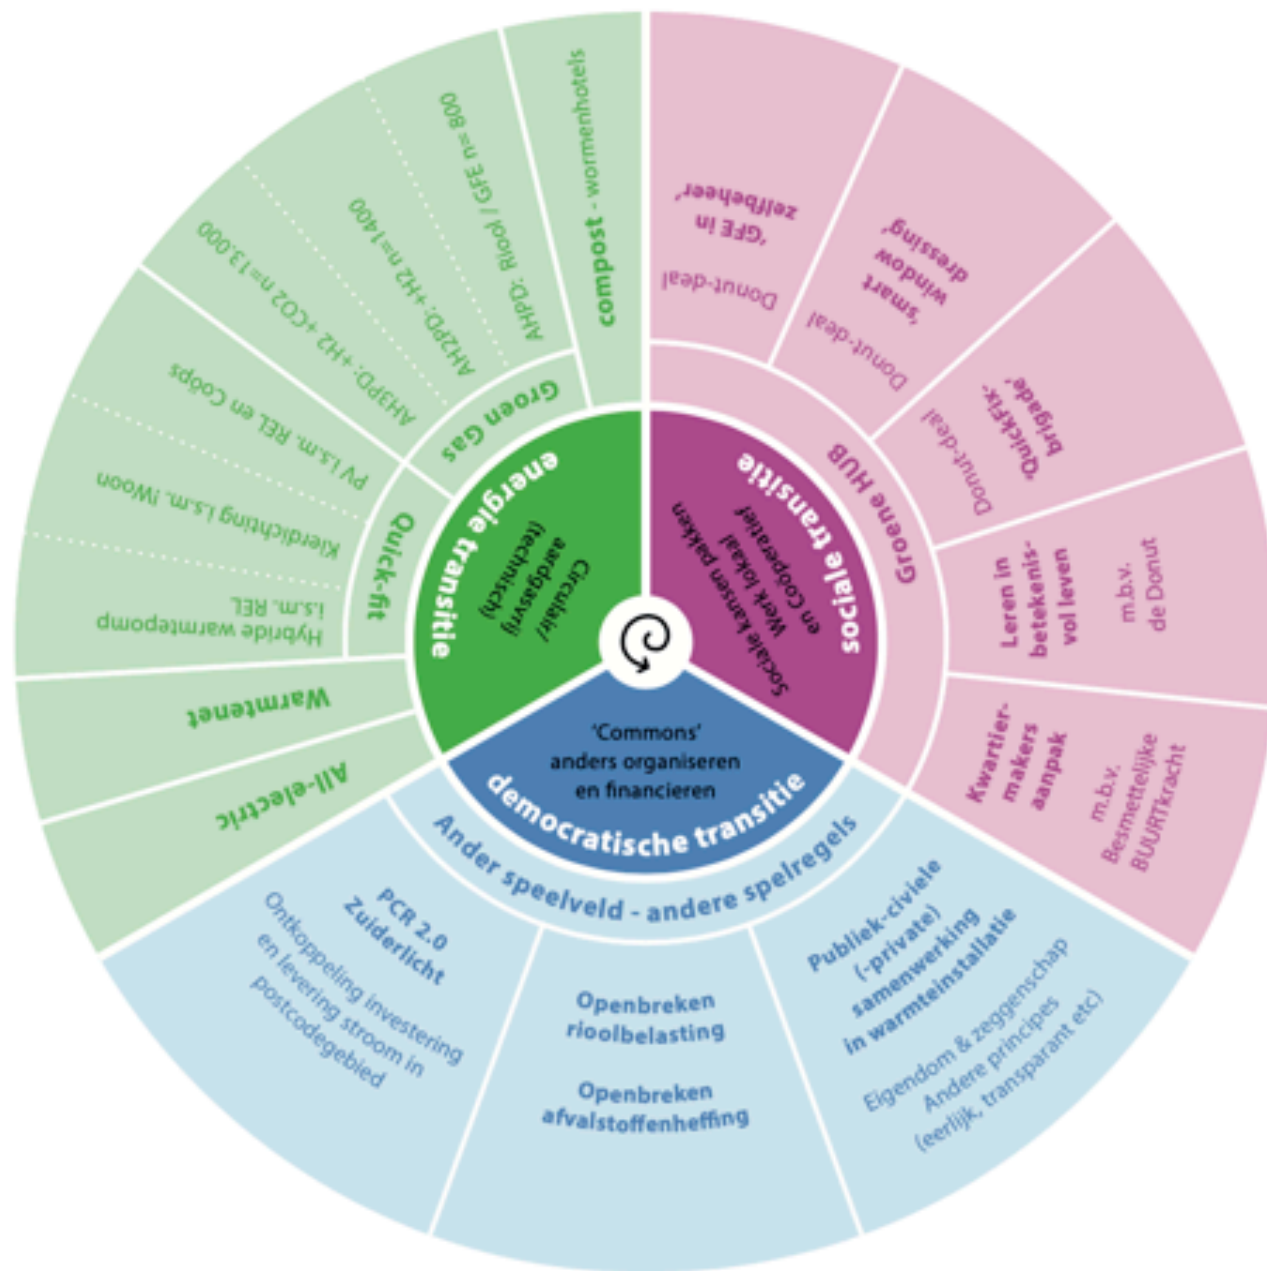 energie transitie
Circulair/
aardgasvrij
(technisch)
sociale transitie
Sociale kansen pakken
Werk lokaal
en Coöperatief
'Commons'
anders organiseren
en financieren
democratische transitie
compost - wormenhotels
Groen Gas
AHPD: Riool / GFE n= 800
AH2PD:+H2 n=1400
AH3PD:+H2 +CO2 n=13.000
Quick-fit
PV i.s.m. REL en Coöps
Kierdichting i.s.m. !Woon
Hybride warmtepomp
i.s.m. REL
Warmtenet
All-electric
Groene HUB
'GFE in
zelfbeheer'
Donut-deal
'smart
window
dressing'
Donut-deal
'QuickFix-
brigade'
Donut-deal
Leren in
betekenis-
vol leven
m.b.v.
de Donut
Kwartier-
makers
aanpak
m.b.v.
Besmettelijke
BUURTkracht
Ander speelveld - andere spelregels
PCR 2.0
Zuiderlicht
Ontkoppeling investering
en levering stroom in
postcodegebied
Openbreken
rioolbelasting
Openbreken
afvalstoffenheffing
Publiek-civiele
(-private)
samenwerking
in warmteinstallatie
Eigendom & zeggenschap
Andere principes
(eerlijk, transparant etc)